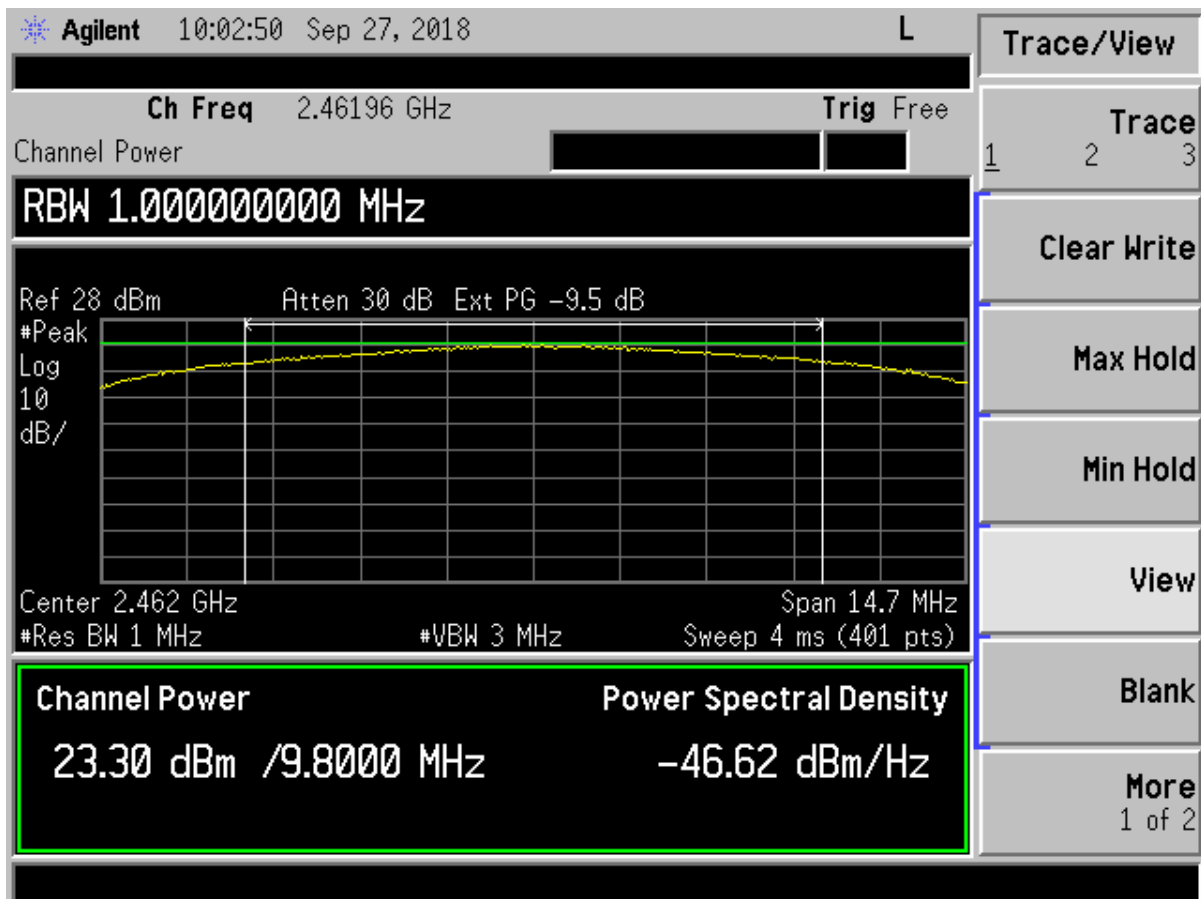 Agilent 10:02:50 Sep 27, 2018 L
Trace/View
Ch Freq 2.46196 GHz Trig Free
Channel Power
Trace
1 2 3
RBW 1.000000000 MHz
Clear Write
Ref 28 dBm Atten 30 dB Ext PG −9.5 dB
#Peak
Log
10
dB/
Max Hold
Min Hold
View
Center 2.462 GHz Span 14.7 MHz
#Res BW 1 MHz #VBW 3 MHz Sweep 4 ms (401 pts)
Channel Power Power Spectral Density
23.30 dBm /9.8000 MHz −46.62 dBm/Hz
Blank
More
1 of 2